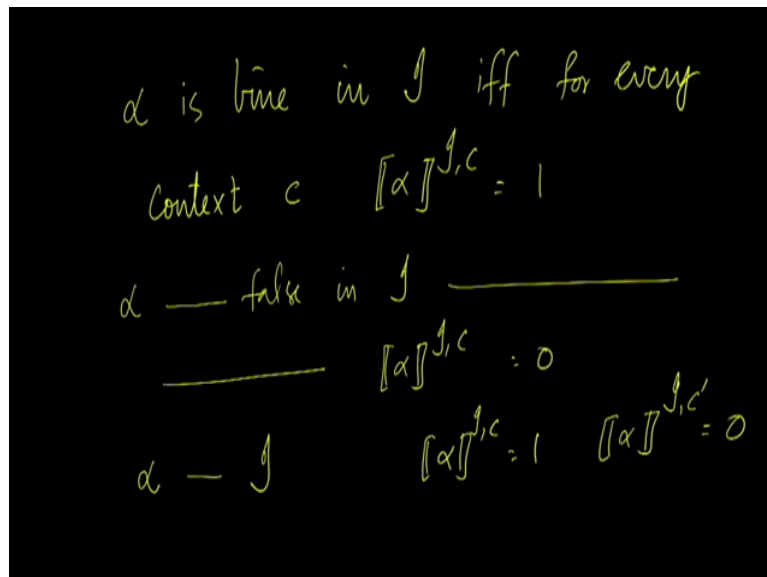 α is true in I iff for every
context c ⟦α⟧^I,c = 1
α — false in I ———
——— ⟦α⟧^I,c = 0
α — I ⟦α⟧^I,c = 1 ⟦α⟧^I,c' = 0